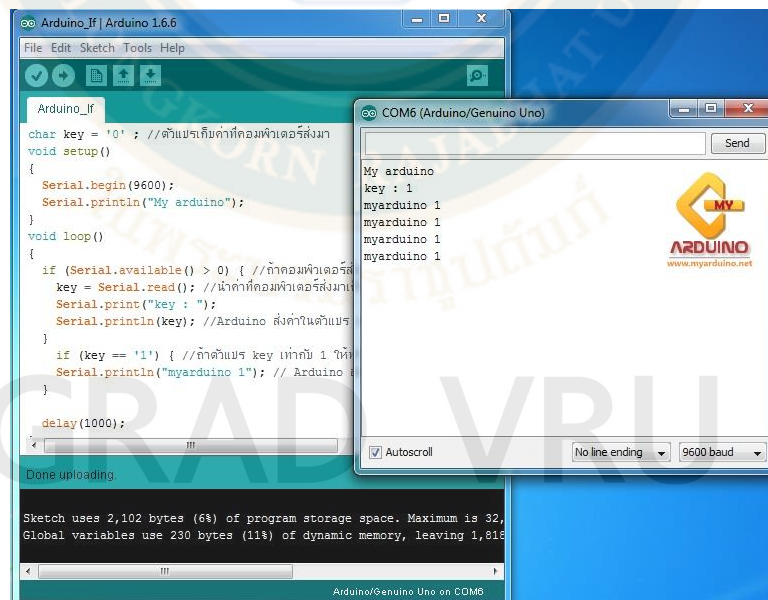 Arduino_If | Arduino 1.6.6
File Edit Sketch Tools Help
Arduino_If
char key = '0' ; //ตัวแปรเก็บค่าที่คอมพิวเตอร์ส่งมา
void setup()
{
Serial.begin(9600);
Serial.println("My arduino");
}
void loop()
{
if (Serial.available() > 0) { //ถ้าคอมพิวเตอร์
key = Serial.read(); //นำค่าที่คอมพิวเตอร์ส่งมา
Serial.print("key : ");
Serial.println(key); //Arduino ส่งค่าในตัวแปร
}
if (key == '1') { //ถ้าตัวแปร key เท่ากับ 1
Serial.println("myarduino 1"); // Arduino
}
delay(1000);
Done uploading.
Sketch uses 2,102 bytes (6%) of program storage space. Maximum is 32,
Global variables use 230 bytes (11%) of dynamic memory, leaving 1,818
Arduino/Genuino Uno on COM6
COM6 (Arduino/Genuino Uno)
Send
My arduino
key : 1
myarduino 1
myarduino 1
myarduino 1
myarduino 1
MY
ARDUINO
www.myarduino.net
Autoscroll
No line ending
9600 baud
GRAD VRU